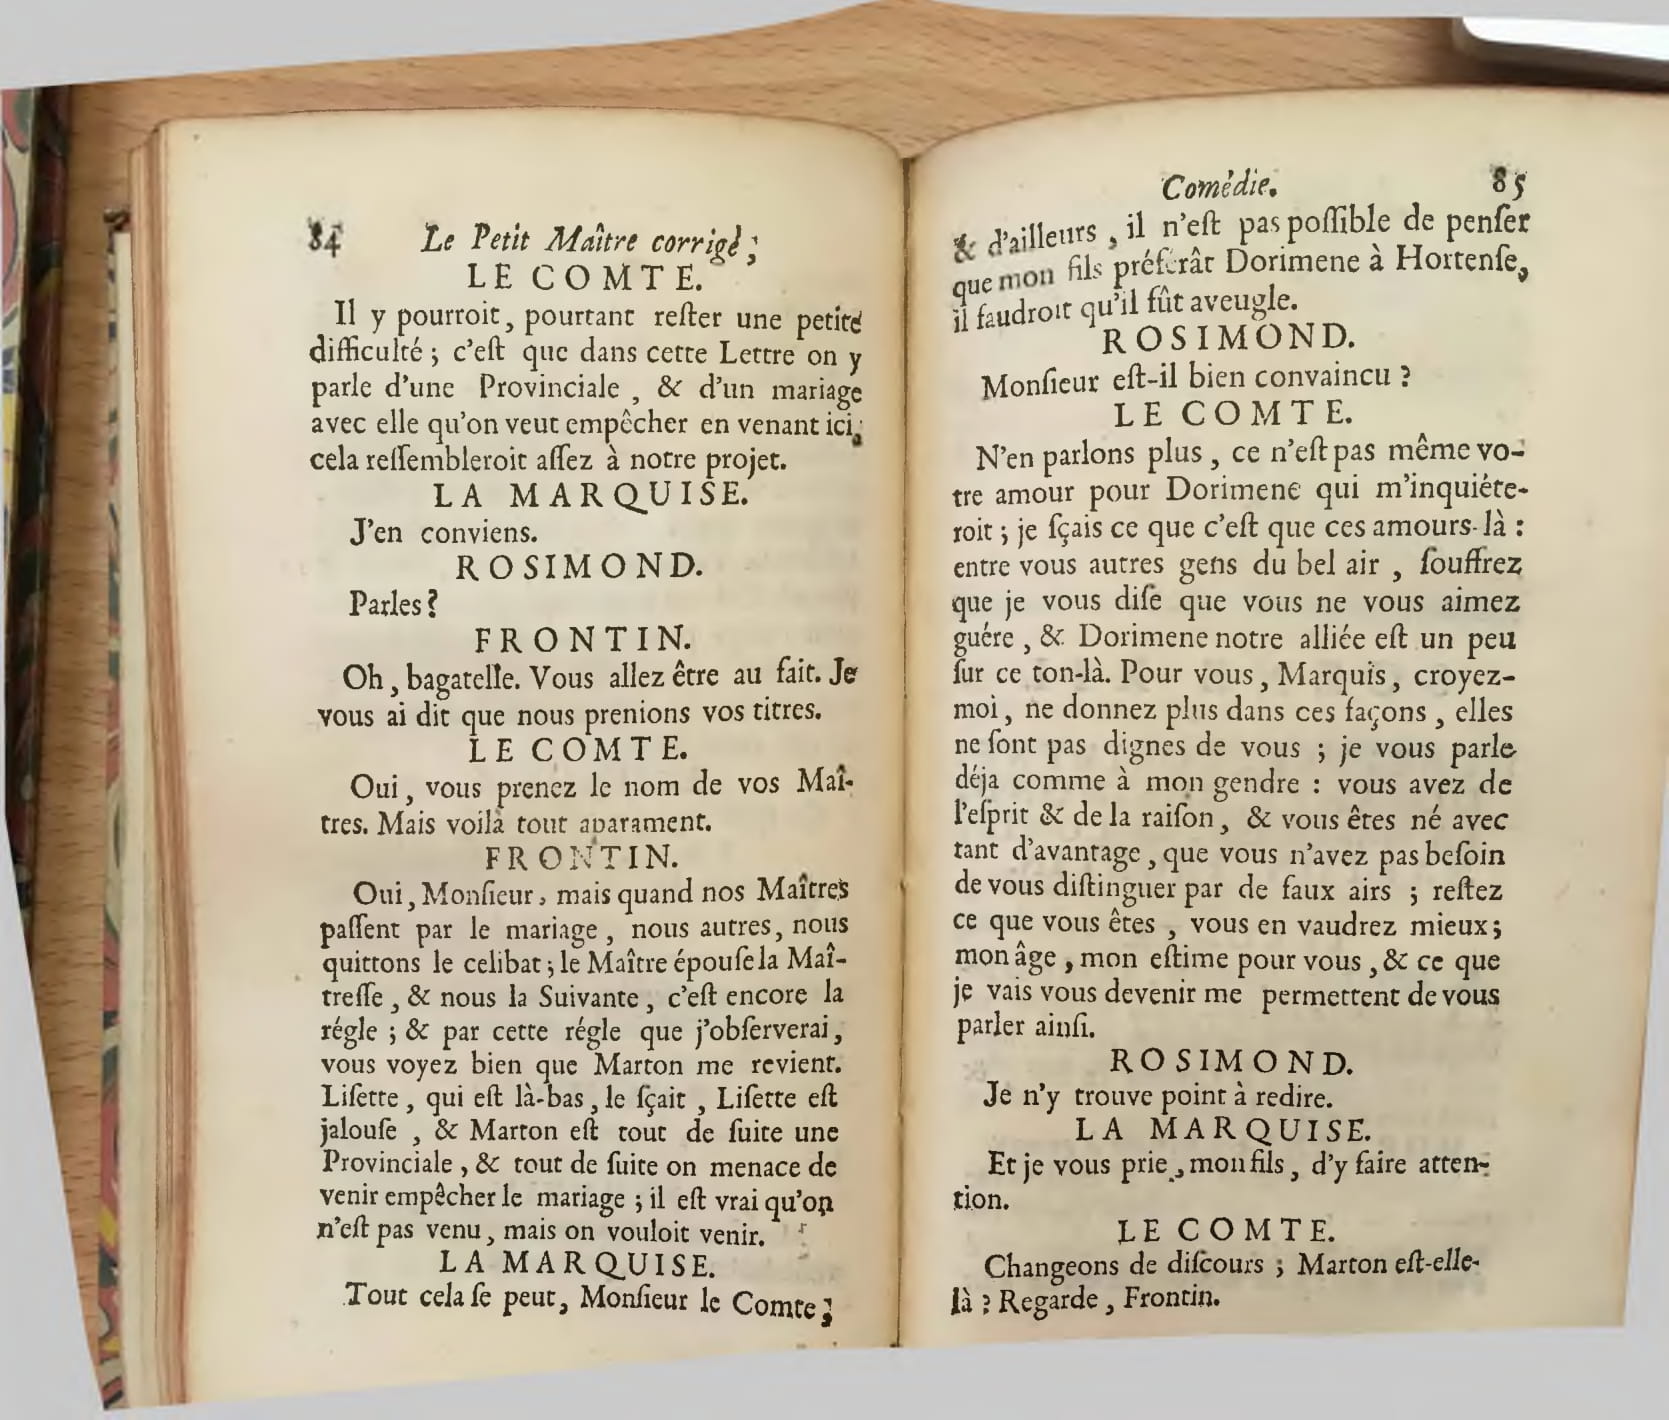 84 Le Petit Maître corrigé ;
LE COMTE.
Il y pourroit, pourtant reſter une petite
difficulté ; c'eſt que dans cette Lettre on y
parle d'une Provinciale , & d'un mariage
avec elle qu'on veut empêcher en venant ici,
cela reſſembleroit aſſez à notre projet.
LA MARQUISE.
J'en conviens.
ROSIMOND.
Parles ?
FRONTIN.
Oh , bagatelle. Vous allez être au fait. Je
vous ai dit que nous prenions vos titres.
LE COMTE.
Oui , vous prenez le nom de vos Maî-
tres. Mais voilà tout aparament.
FRONTIN.
Oui, Monſieur, mais quand nos Maîtres
paſſent par le mariage , nous autres, nous
quittons le celibat ; le Maître épouſe la Maî-
treſſe , & nous la Suivante , c'eſt encore la
régle ; & par cette régle que j'obſerverai ,
vous voyez bien que Marton me revient.
Liſette , qui eſt là-bas , le ſçait , Liſette eſt
jalouſe , & Marton eſt tout de ſuite une
Provinciale , & tout de ſuite on menace de
venir empêcher le mariage ; il eſt vrai qu'on
n'eſt pas venu , mais on vouloit venir.
LA MARQUISE.
Tout cela ſe peut, Monſieur le Comte ;
Comédie. 85
& d'ailleurs , il n'eſt pas poſſible de penſer
que mon fils préferât Dorimene à Hortenſe,
il faudroit qu'il fût aveugle.
ROSIMOND.
Monſieur eſt-il bien convaincu ?
LE COMTE.
N'en parlons plus , ce n'eſt pas même vo-
tre amour pour Dorimene qui m'inquiéte-
roit ; je ſçais ce que c'eſt que ces amours-là :
entre vous autres gens du bel air , ſouffrez
que je vous diſe que vous ne vous aimez
guére , & Dorimene notre alliée eſt un peu
ſur ce ton-là. Pour vous , Marquis , croyez-
moi , ne donnez plus dans ces façons , elles
ne ſont pas dignes de vous ; je vous parle
déja comme à mon gendre : vous avez de
l'eſprit & de la raiſon , & vous êtes né avec
tant d'avantage , que vous n'avez pas beſoin
de vous diſtinguer par de faux airs ; reſtez
ce que vous êtes , vous en vaudrez mieux ;
mon âge , mon eſtime pour vous , & ce que
je vais vous devenir me permettent de vous
parler ainſi.
ROSIMOND.
Je n'y trouve point à redire.
LA MARQUISE.
Et je vous prie , mon fils , d'y faire atten-
tion.
LE COMTE.
Changeons de diſcours ; Marton eſt-elle-
là ? Regarde , Frontin.